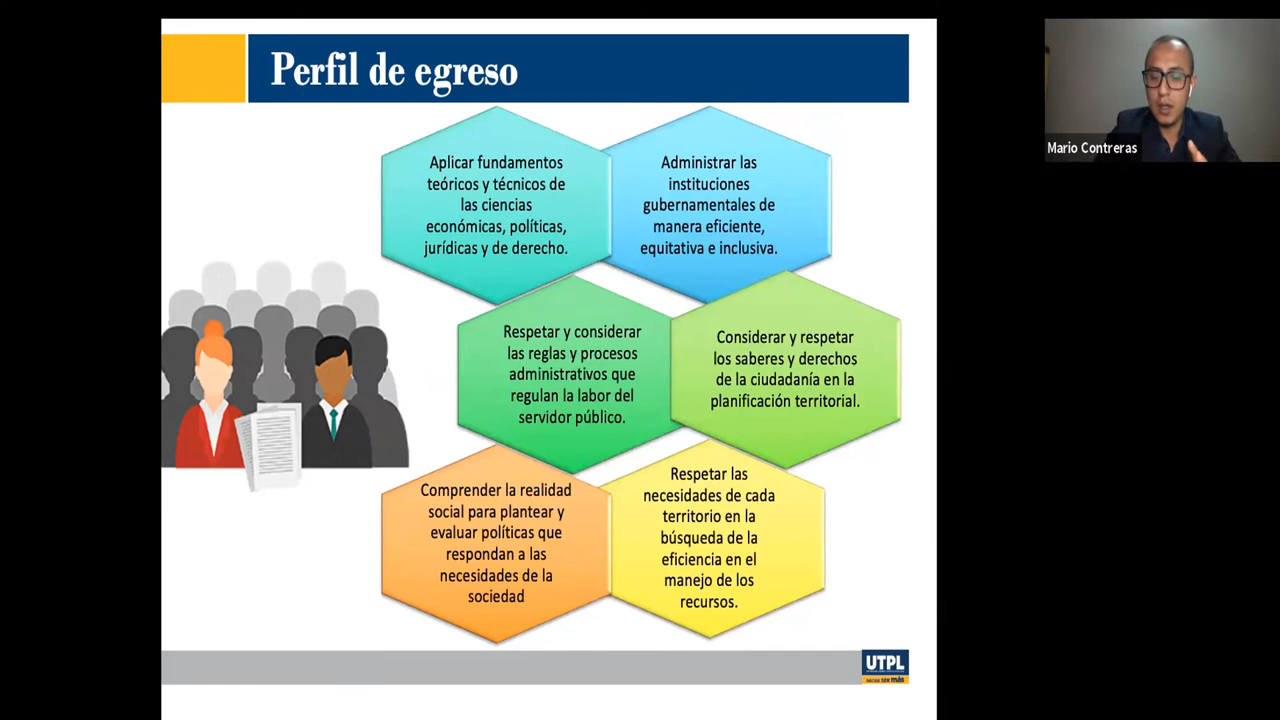 Perfil de egreso
Aplicar fundamentos
teóricos y técnicos de
las ciencias
económicas, políticas,
jurídicas y de derecho.
Administrar las
instituciones
gubernamentales de
manera eficiente,
equitativa e inclusiva.
Respetar y considerar
las reglas y procesos
administrativos que
regulan la labor del
servidor público.
Considerar y respetar
los saberes y derechos
de la ciudadanía en la
planificación territorial.
Comprender la realidad
social para plantear y
evaluar políticas que
respondan a las
necesidades de la
sociedad
Respetar las
necesidades de cada
territorio en la
búsqueda de la
eficiencia en el
manejo de los
recursos.
Mario Contreras
UTPL
DECIDE SER más